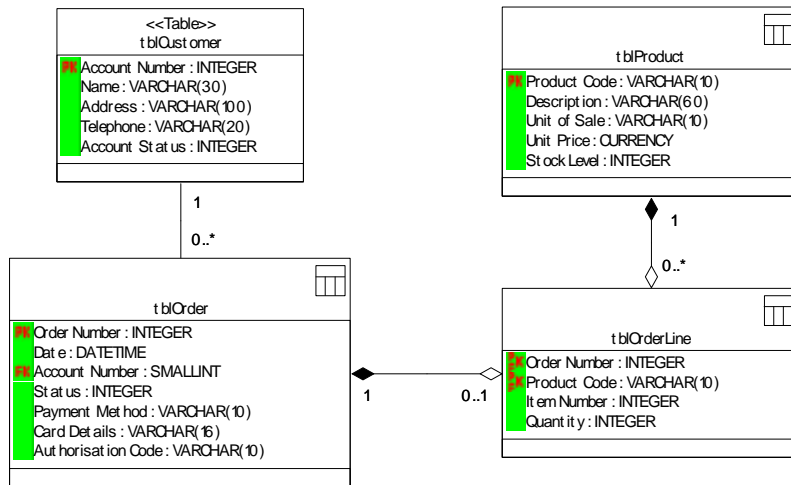 <<Table>>
tblCustomer
PK Account Number : INTEGER
Name : VARCHAR(30)
Address : VARCHAR(100)
Telephone : VARCHAR(20)
Account Status : INTEGER
tblProduct
PK Product Code : VARCHAR(10)
Description : VARCHAR(60)
Unit of Sale : VARCHAR(10)
Unit Price : CURRENCY
Stock Level : INTEGER
1
0..*
1
0..*
tblOrder
PK Order Number : INTEGER
Date : DATETIME
FK Account Number : SMALLINT
Status : INTEGER
Payment Method : VARCHAR(10)
Card Details : VARCHAR(16)
Authorisation Code : VARCHAR(10)
1
0..1
tblOrderLine
Order Number : INTEGER
Product Code : VARCHAR(10)
Item Number : INTEGER
Quantity : INTEGER